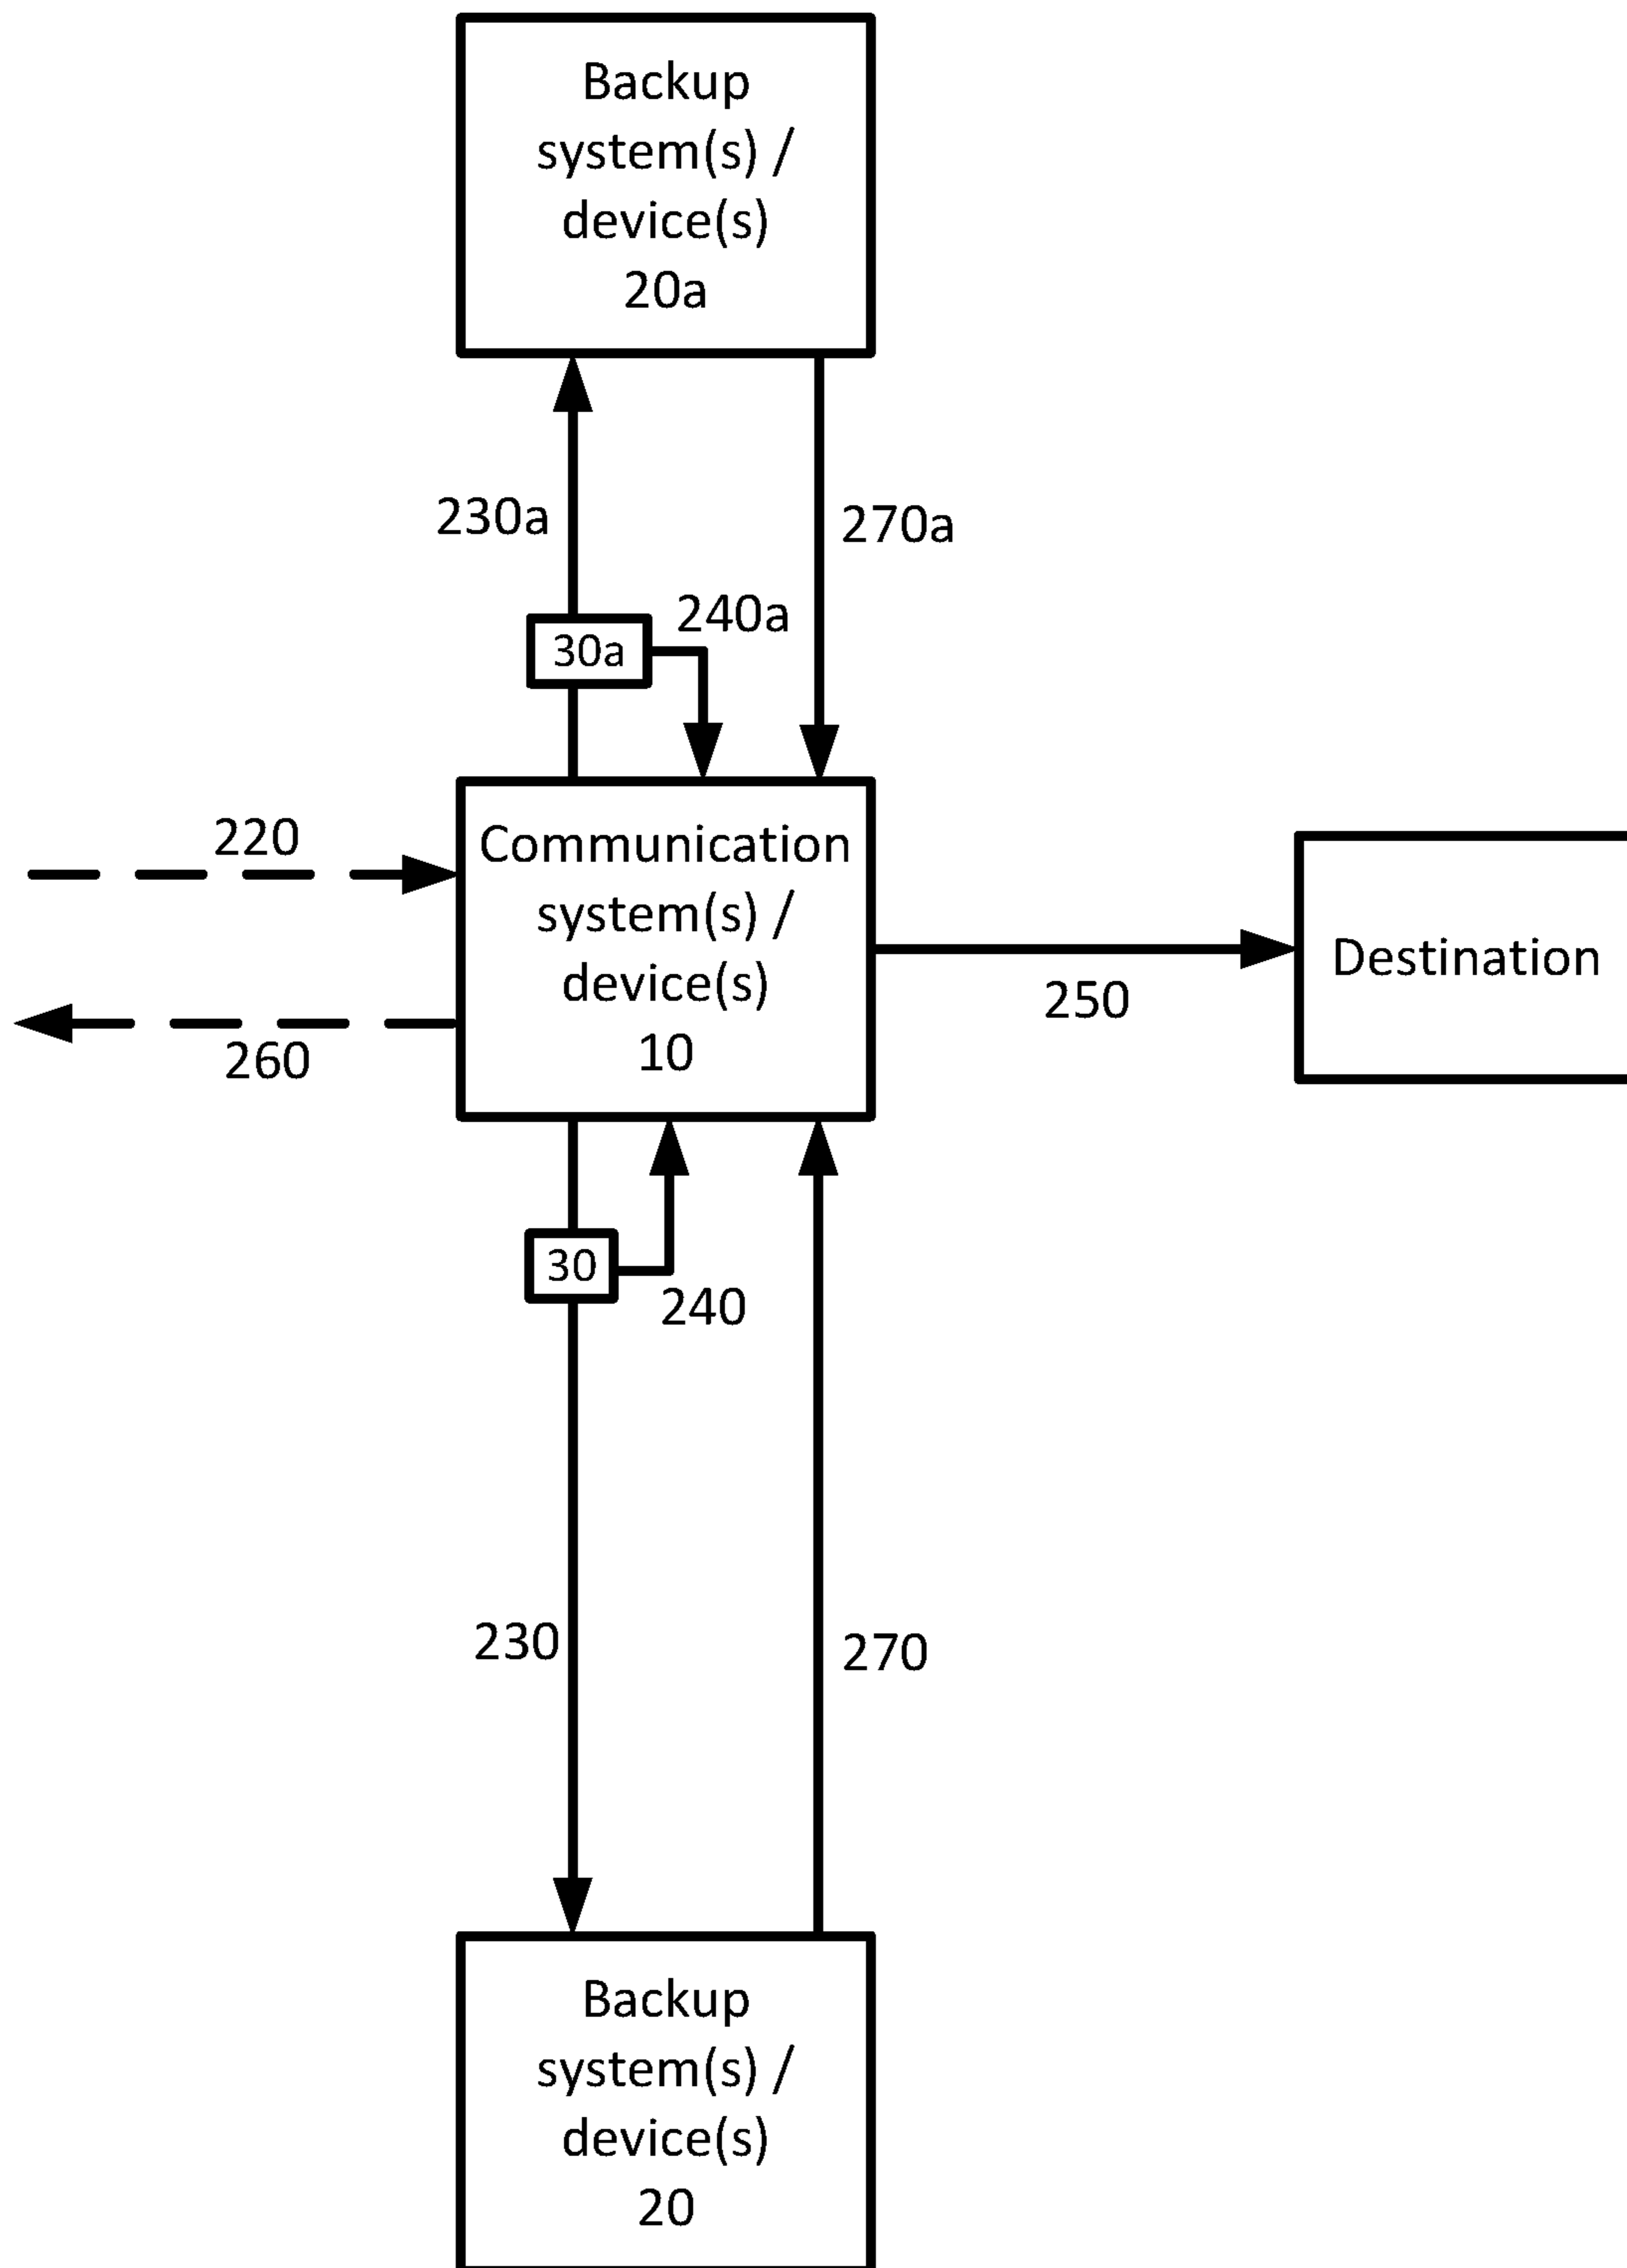 Backup
system(s) /
device(s)
20a
230a
270a
240a
30a
220
Communication
system(s) /
device(s)
10
260
250
Destination
30
240
230
270
Backup
system(s) /
device(s)
20